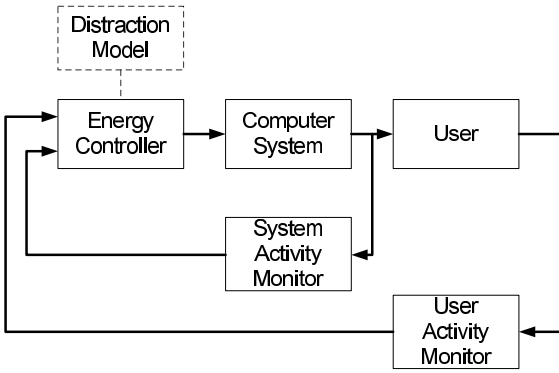 Distraction
Model
Energy
Controller
Computer
System
User
System
Activity
Monitor
User
Activity
Monitor